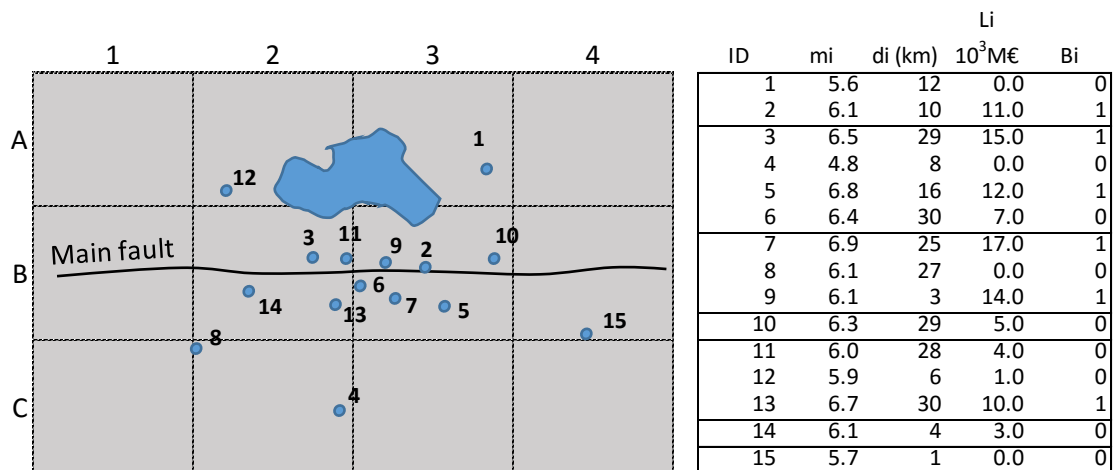 1 2 3 4
A
B
C
Main fault
1
12
3
11
9
2
10
6
14
13
7
5
15
8
4
Li
ID mi di (km) 10³M€ Bi
1 5.6 12 0.0 0
2 6.1 10 11.0 1
3 6.5 29 15.0 1
4 4.8 8 0.0 0
5 6.8 16 12.0 1
6 6.4 30 7.0 0
7 6.9 25 17.0 1
8 6.1 27 0.0 0
9 6.1 3 14.0 1
10 6.3 29 5.0 0
11 6.0 28 4.0 0
12 5.9 6 1.0 0
13 6.7 30 10.0 1
14 6.1 4 3.0 0
15 5.7 1 0.0 0